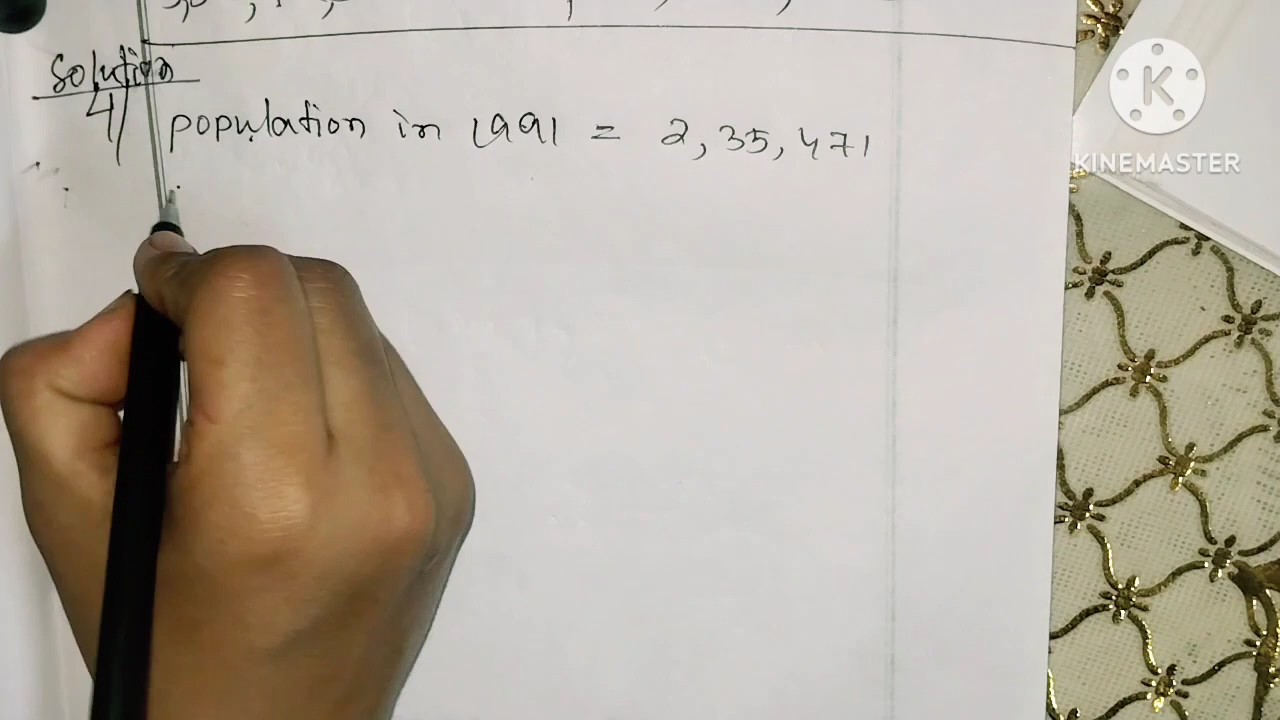 Solution
4) population in 1991 = 2,35,471
K
KINEMASTER